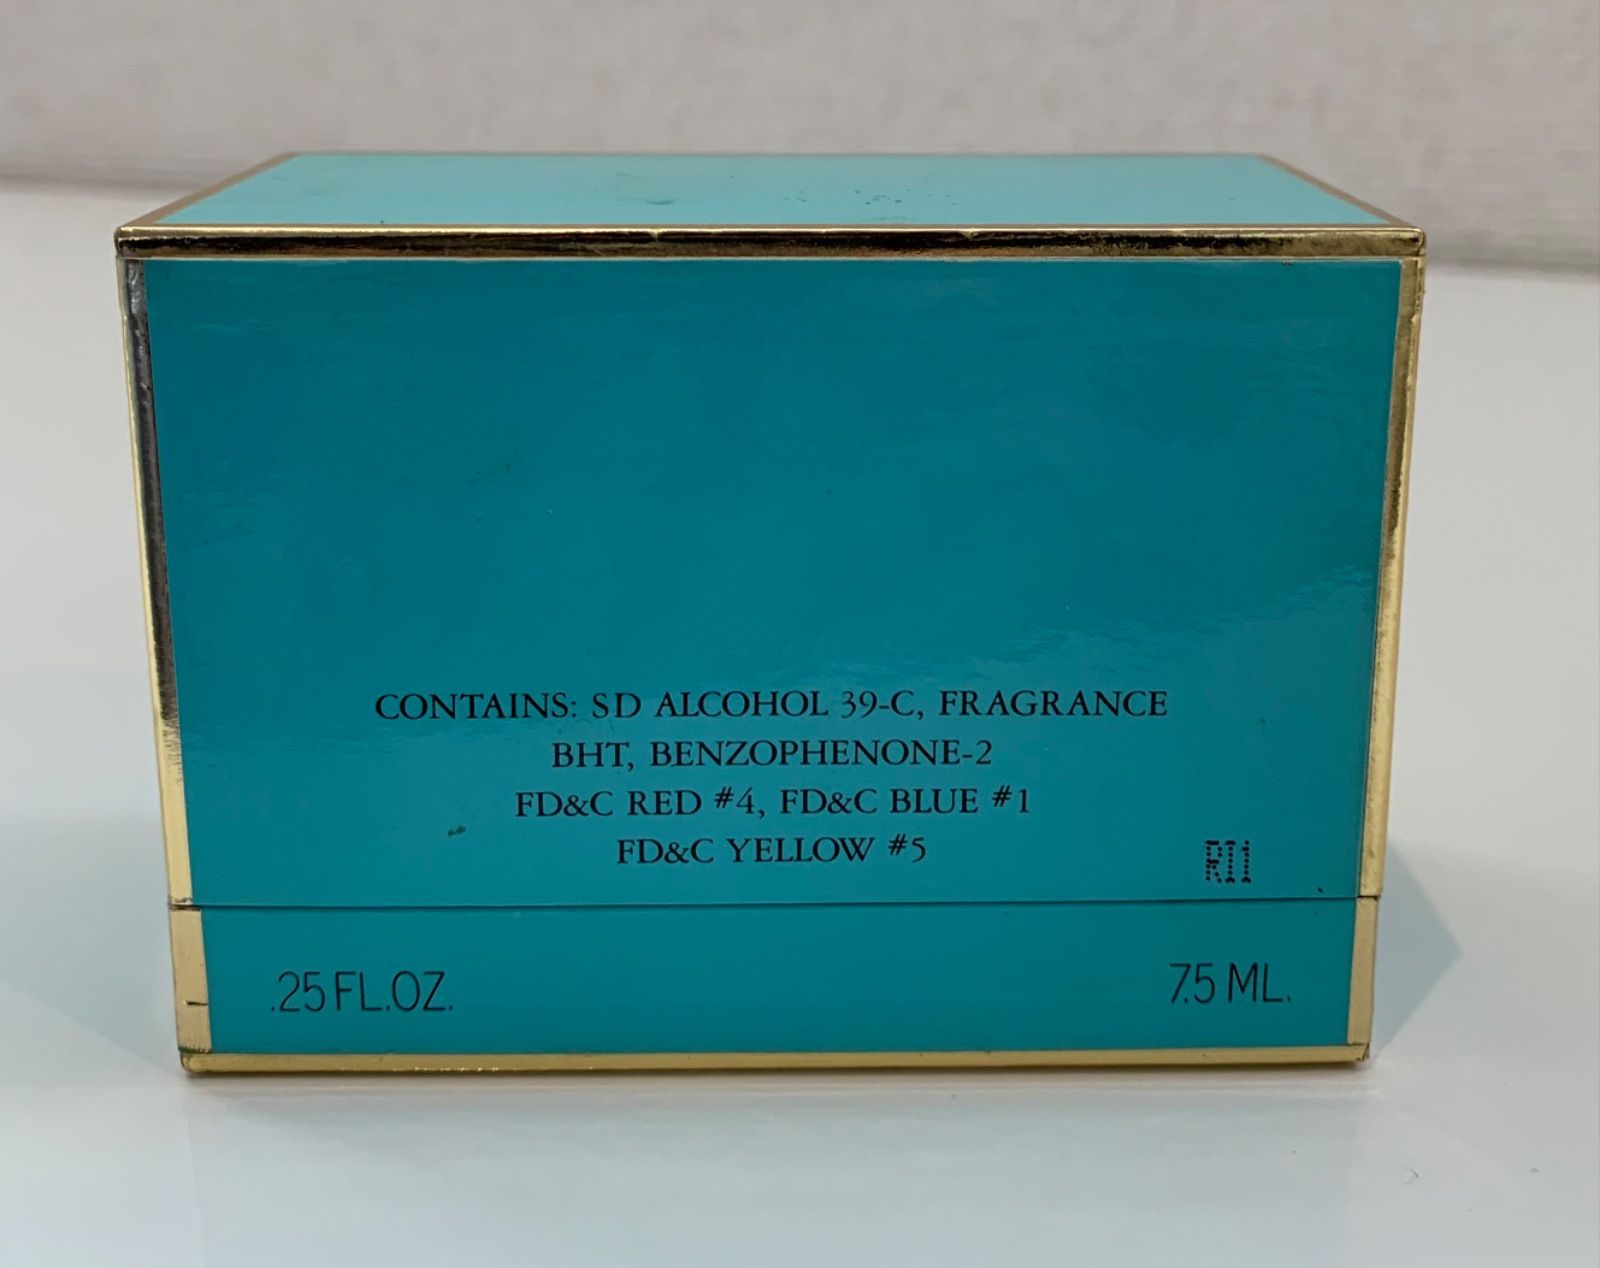 CONTAINS: SD ALCOHOL 39-C, FRAGRANCE
BHT, BENZOPHENONE-2
FD&C RED #4, FD&C BLUE #1
FD&C YELLOW #5
R11
.25 FL.OZ.
7.5 ML.